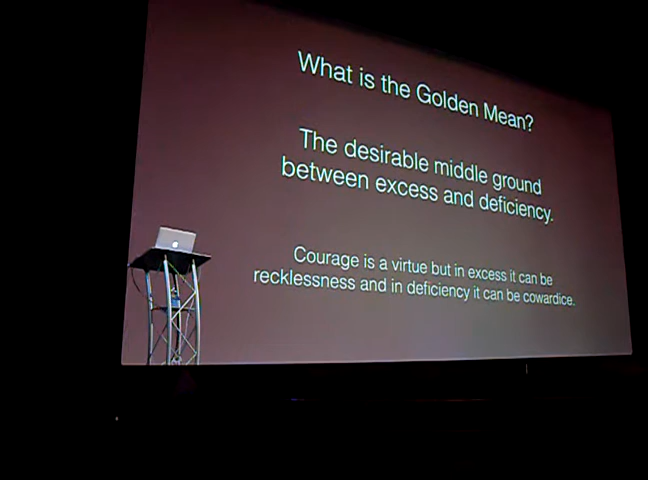 What is the Golden Mean?
The desirable middle ground
between excess and deficiency.
Courage is a virtue but in excess it can be
recklessness and in deficiency it can be cowardice.